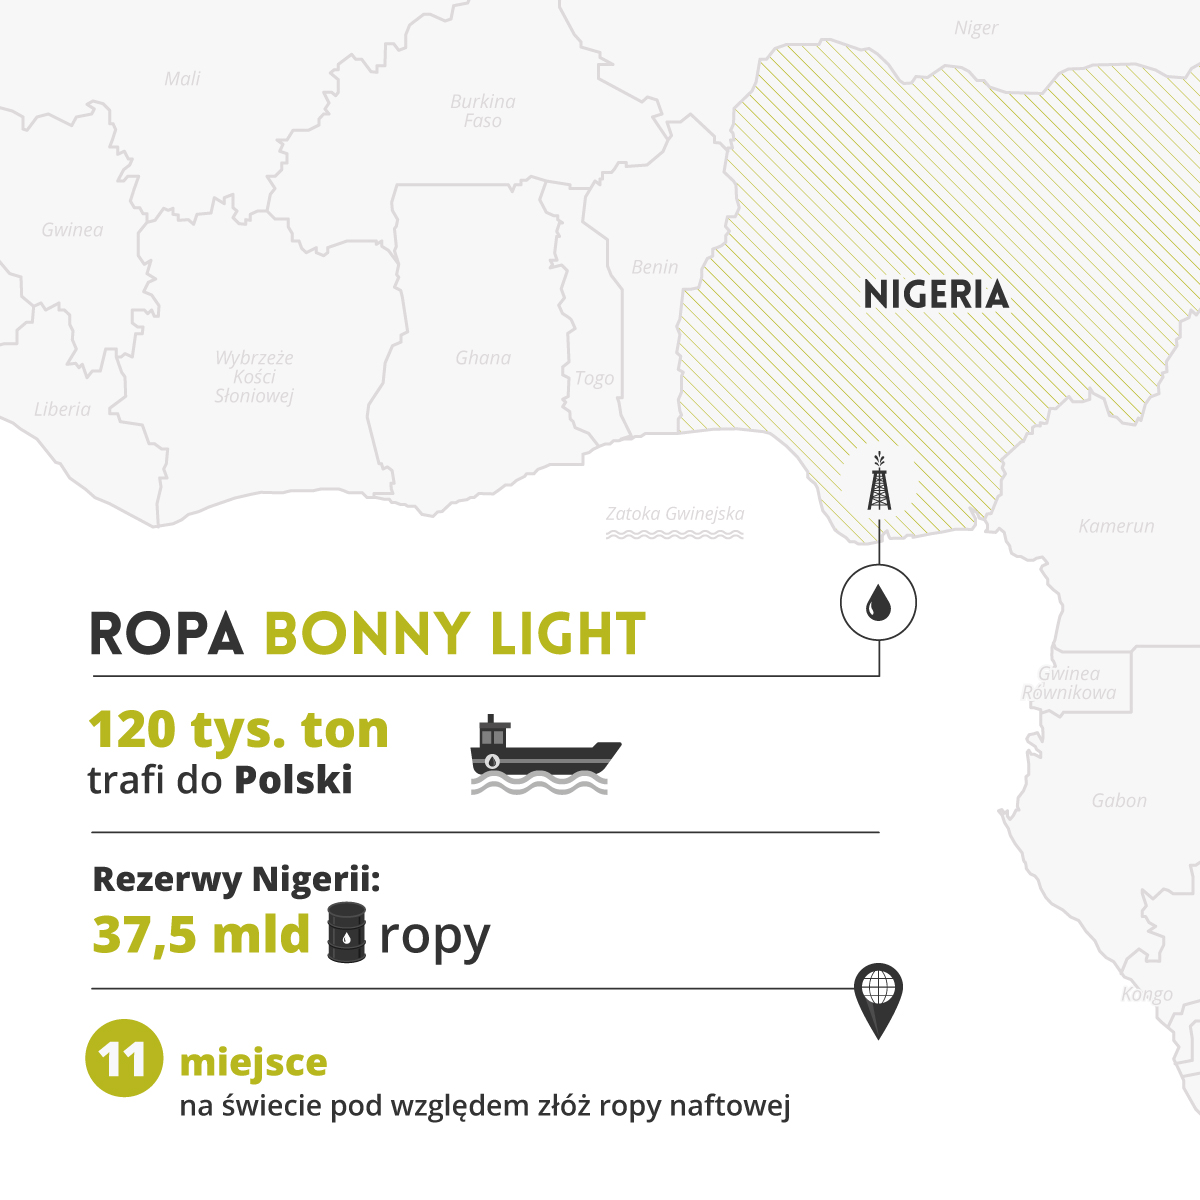 Niger
Mali
Burkina
Faso
Gwinea
Benin
NIGERIA
Wybrzeże
Kości
Słoniowej
Ghana
Togo
Liberia
Zatoka Gwinejska
Kamerun
ROPA BONNY LIGHT
Gwinea
Równikowa
120 tys. ton
trafi do Polski
Gabon
Rezerwy Nigerii:
37,5 mld ropy
Kongo
11 miejsce
na świecie pod względem złóż ropy naftowej